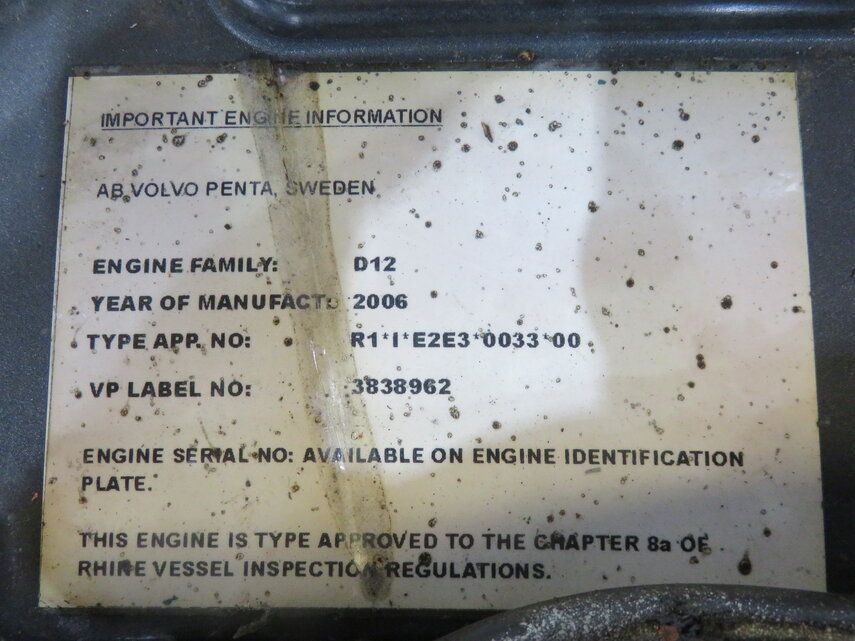 IMPORTANT ENGINE INFORMATION
AB VOLVO PENTA, SWEDEN
ENGINE FAMILY: D12
YEAR OF MANUFACT: 2006
TYPE APP. NO: R1*I*E2E3*0033*00
VP LABEL NO: 3838962
ENGINE SERIAL NO: AVAILABLE ON ENGINE IDENTIFICATION
PLATE.
THIS ENGINE IS TYPE APPROVED TO THE CHAPTER 8a OF
RHINE VESSEL INSPECTION REGULATIONS.